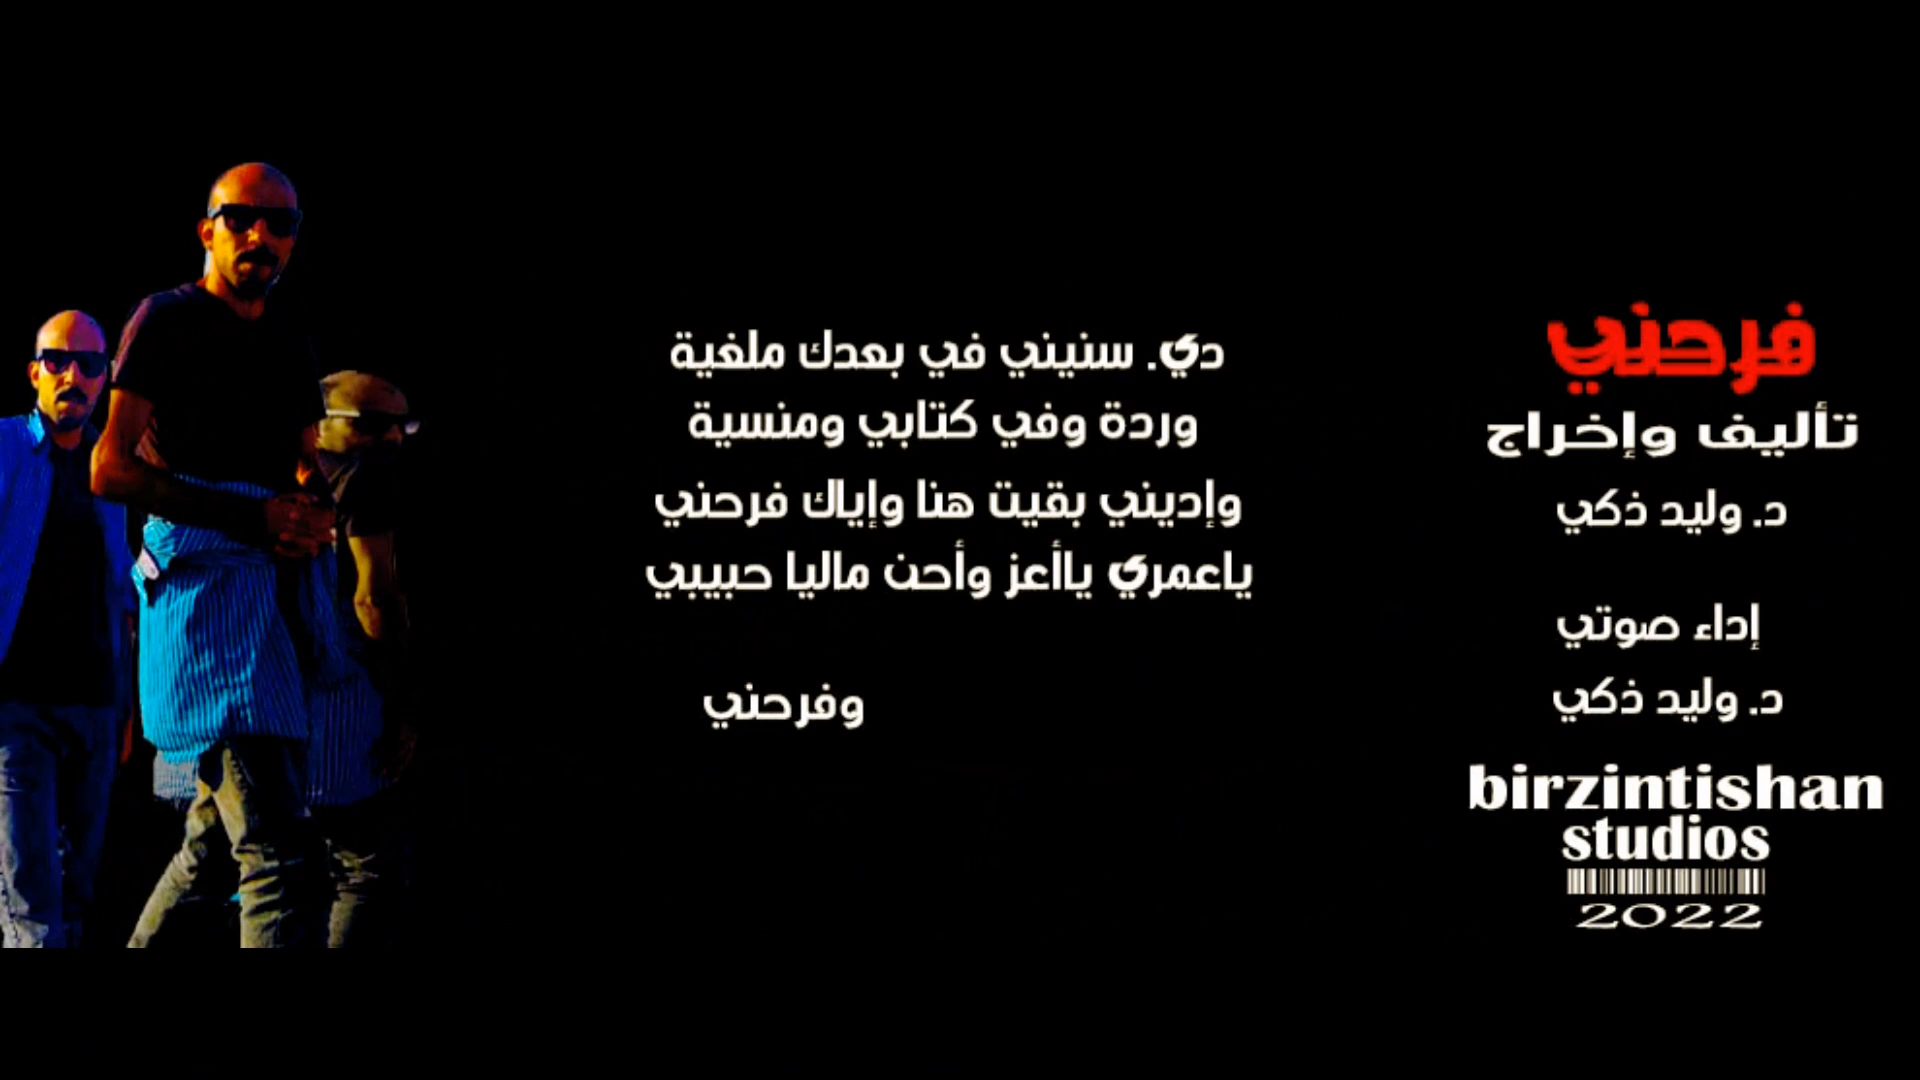 دي. سنيني في بعدك ملغية
وردة وفي كتابي ومنسية
وإديني بقيت هنا وإياك فرحني
ياعمري ياأعز وأحن ماليا حبيبي
وفرحني
فرحني
تأليف وإخراج
د. وليد ذكي
إداء صوتي
د. وليد ذكي
birzintishan
studios
2022